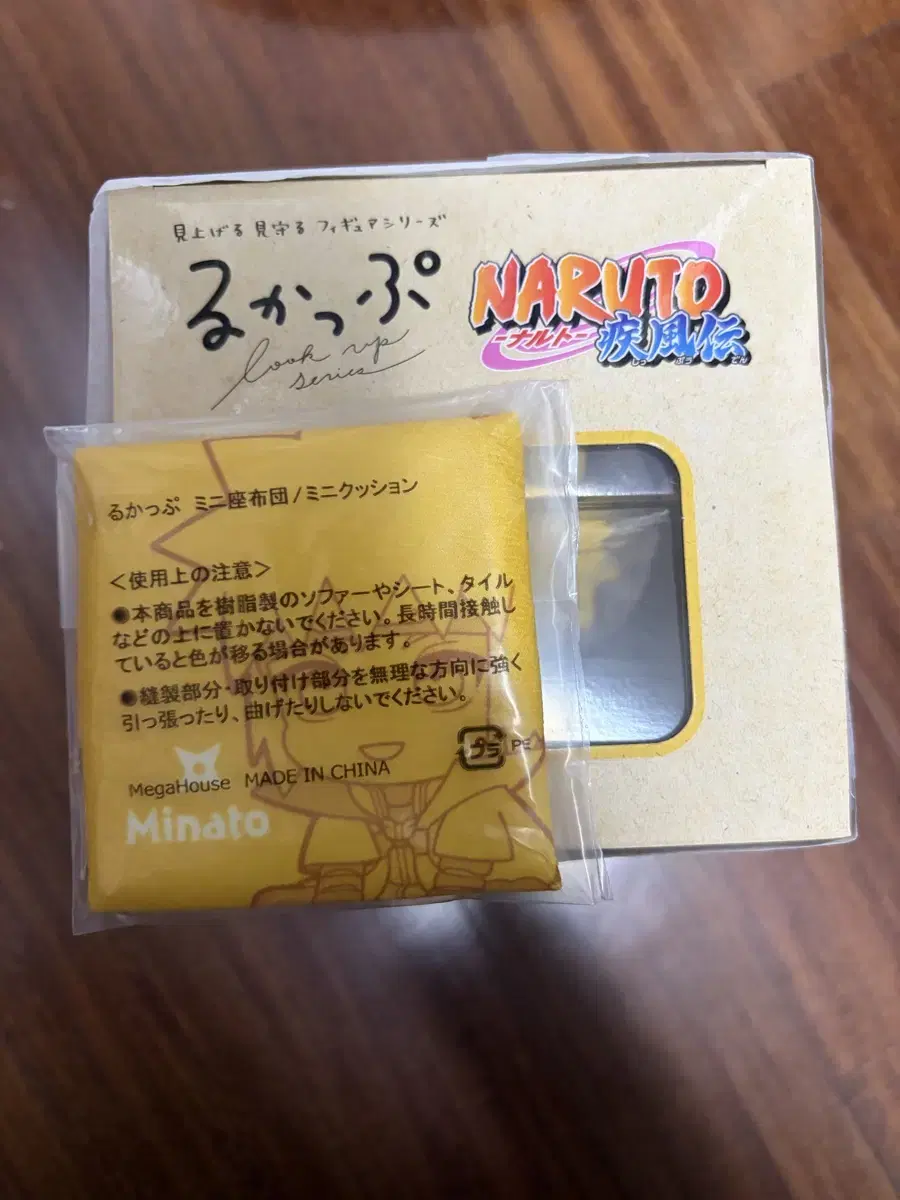 見上げる 見守る フィギュアシリーズ
るかっぷ
look up
series
NARUTO
-ナルト-
疾風伝
しっ ぷう でん
るかっぷ ミニ座布団/ミニクッション
<使用上の注意>
●本商品を樹脂製のソファーやシート、タイル
などの上に置かないでください。長時間接触し
ていると色が移る場合があります。
●縫製部分・取り付け部分を無理な方向に強く
引っ張ったり、曲げたりしないでください。
プラ PE
MegaHouse MADE IN CHINA
Minato